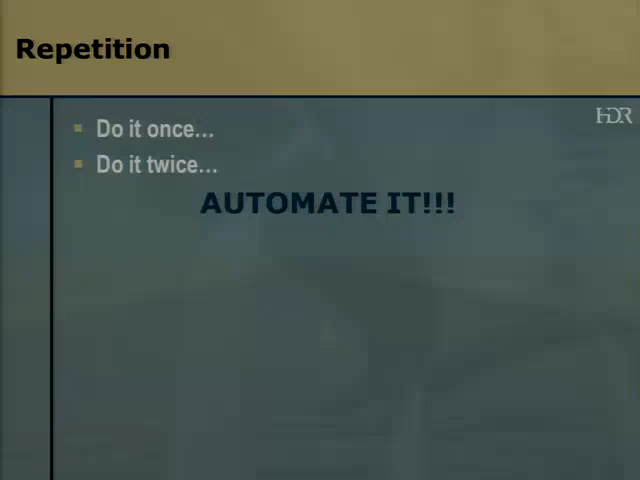 Repetition
HDR
Do it once…
Do it twice…
AUTOMATE IT!!!